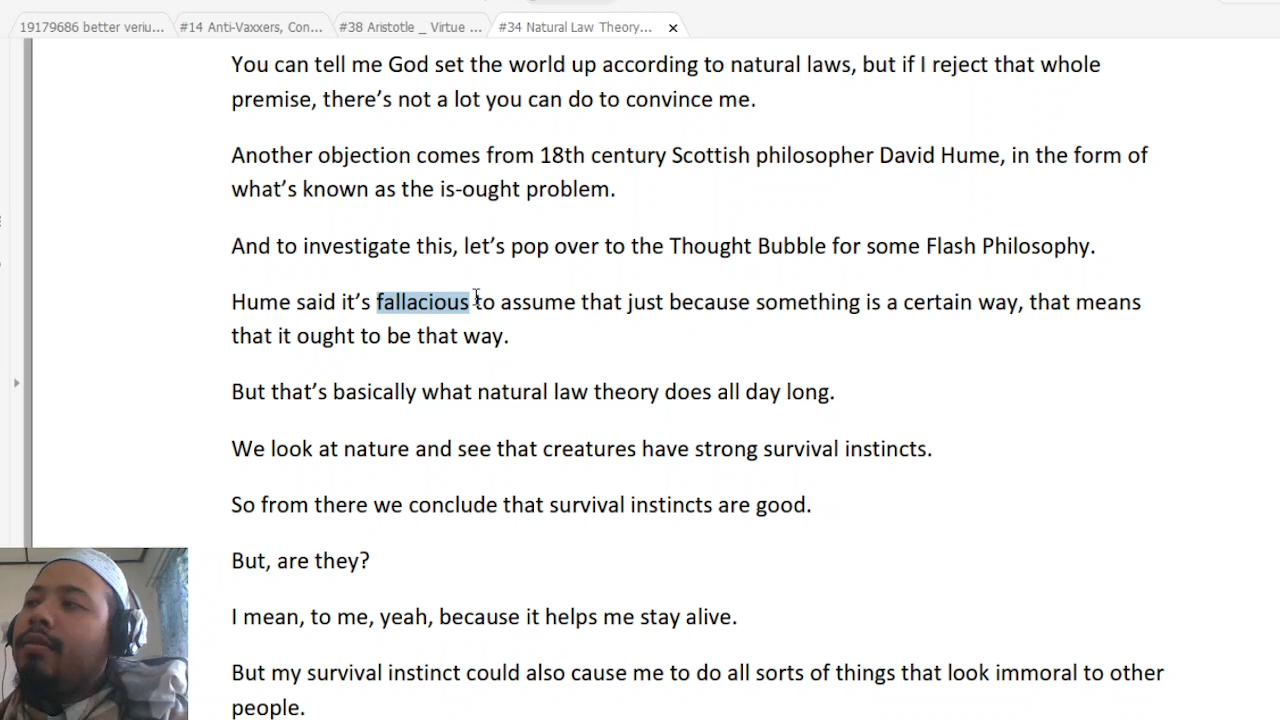 19179686 better veriu... #14 Anti-Vaxxers, Con... #38 Aristotle _ Virtue ... #34 Natural Law Theory...
You can tell me God set the world up according to natural laws, but if I reject that whole
premise, there’s not a lot you can do to convince me.
Another objection comes from 18th century Scottish philosopher David Hume, in the form of
what’s known as the is-ought problem.
And to investigate this, let’s pop over to the Thought Bubble for some Flash Philosophy.
Hume said it’s fallacious to assume that just because something is a certain way, that means
that it ought to be that way.
But that’s basically what natural law theory does all day long.
We look at nature and see that creatures have strong survival instincts.
So from there we conclude that survival instincts are good.
But, are they?
I mean, to me, yeah, because it helps me stay alive.
But my survival instinct could also cause me to do all sorts of things that look immoral to other
people.